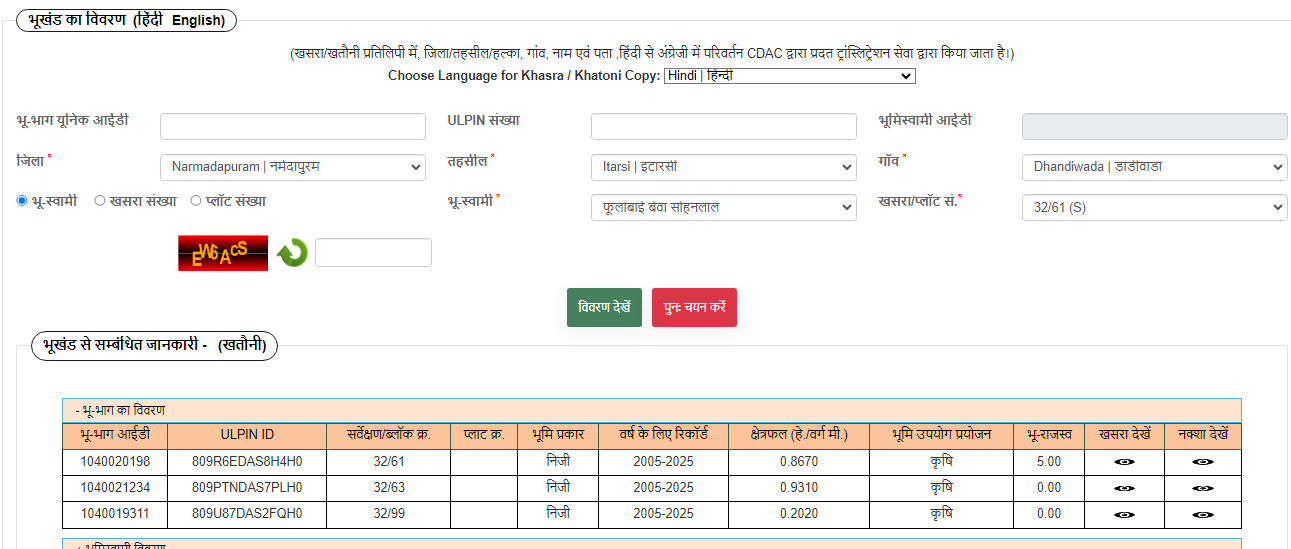 भूखंड का विवरण (हिंदी English)
(खसरा/खतौनी प्रतिलिपी में, जिला/तहसील/हल्का, गांव, नाम एवं पता ,हिंदी से अंग्रेजी में परिवर्तन CDAC द्वारा प्रदत ट्रांस्लिट्रेशन सेवा द्वारा किया जाता है।)
Choose Language for Khasra / Khatoni Copy: Hindi | हिन्दी
भू-भाग यूनिक आईडी ULPIN संख्या भूमिस्वामी आईडी
जिला * Narmadapuram | नर्मदापुरम तहसील * Itarsi | इटारसी गाँव * Dhandiwada | डांडीवाडा
भू-स्वामी खसरा संख्या प्लॉट संख्या भू-स्वामी * फूलाबाई बेवा सोहनलाल खसरा/प्लॉट सं.* 32/61 (S)
EW6AcS
विवरण देखें पुनः चयन करें
भूखंड से सम्बंधित जानकारी - (खतौनी)
- भू-भाग का विवरण
भू-भाग आईडी ULPIN ID सर्वेक्षण/ब्लॉक क्र. प्लाट क्र. भूमि प्रकार वर्ष के लिए रिकॉर्ड क्षेत्रफल (हे./वर्ग मी.) भूमि उपयोग प्रयोजन भू-राजस्व खसरा देखें नक्शा देखें
1040020198 809R6EDAS8H4H0 32/61 निजी 2005-2025 0.8670 कृषि 5.00
1040021234 809PTNDAS7PLH0 32/63 निजी 2005-2025 0.9310 कृषि 0.00
1040019311 809U87DAS2FQH0 32/99 निजी 2005-2025 0.2020 कृषि 0.00